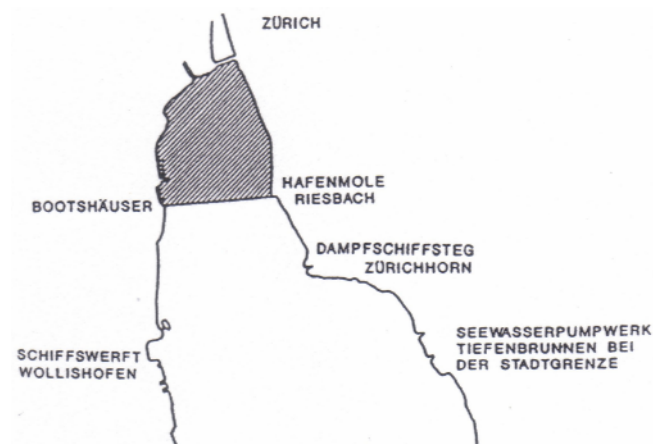 ZÜRICH
HAFENMOLE
RIESBACH
BOOTSHÄUSER
DAMPFSCHIFFSTEG
ZÜRICHHORN
SEEWASSERPUMPWERK
TIEFENBRUNNEN BEI
DER STADTGRENZE
SCHIFFSWERFT
WOLLISHOFEN